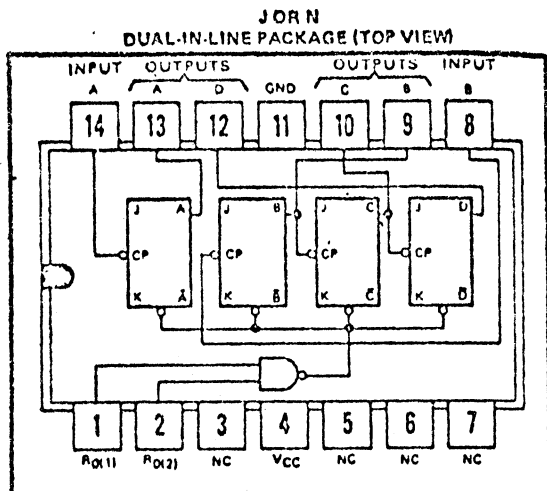 J OR N
DUAL-IN-LINE PACKAGE (TOP VIEW)
INPUT OUTPUTS OUTPUTS INPUT
A A D GND C B B
14 13 12 11 10 9 8
J A J B J C J D
CP CP CP CP
K Ā K B̄ K C̄ K D̄
1 2 3 4 5 6 7
R0(1) R0(2) NC VCC NC NC NC